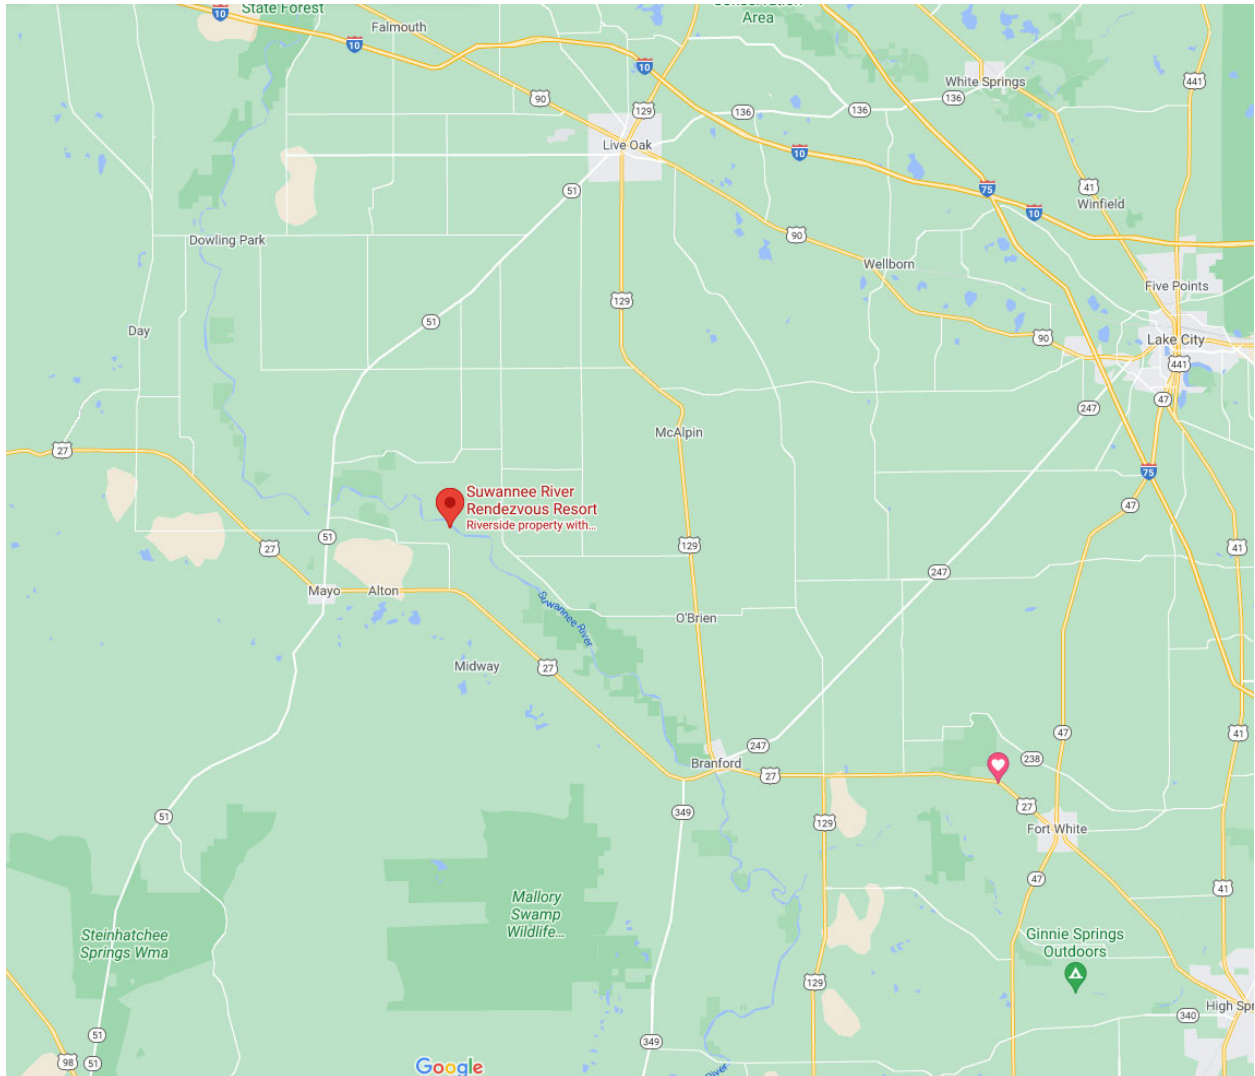 State Forest
10
Falmouth
10
Conservation
Area
10
White Springs
441
90
129
136
136
136
Live Oak
10
51
75
41
Winfield
10
Dowling Park
90
Wellborn
Five Points
129
Day
51
90
Lake City
441
47
247
McAlpin
27
75
Suwannee River
Rendezvous Resort
Riverside property with...
47
51
27
129
41
247
Mayo
Alton
Suwannee River
O'Brien
Midway
27
47
41
247
238
Branford
27
27
349
129
Fort White
51
47
41
Mallory
Swamp
Wildlife...
Steinhatchee
Springs Wma
Ginnie Springs
Outdoors
129
High Spr
340
51
349
98
51
Google
River